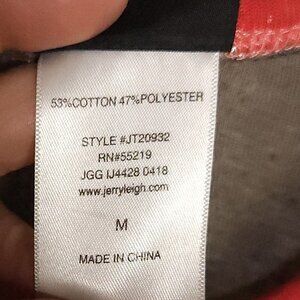 53%COTTON 47%POLYESTER
STYLE #JT20932
RN#55219
JGG IJ4428 0418
www.jerryleigh.com
M
MADE IN CHINA